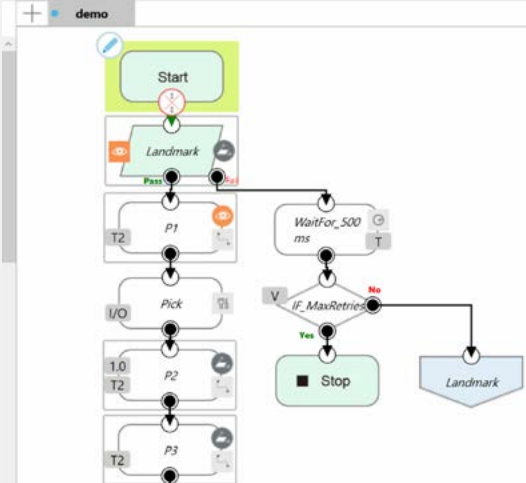 demo
Start
Landmark
Pass
Fail
P1
T2
WaitFor_500
ms
T
Pick
I/O
V
IF_MaxRetries
No
Yes
1.0
P2
T2
Stop
Landmark
P3
T2